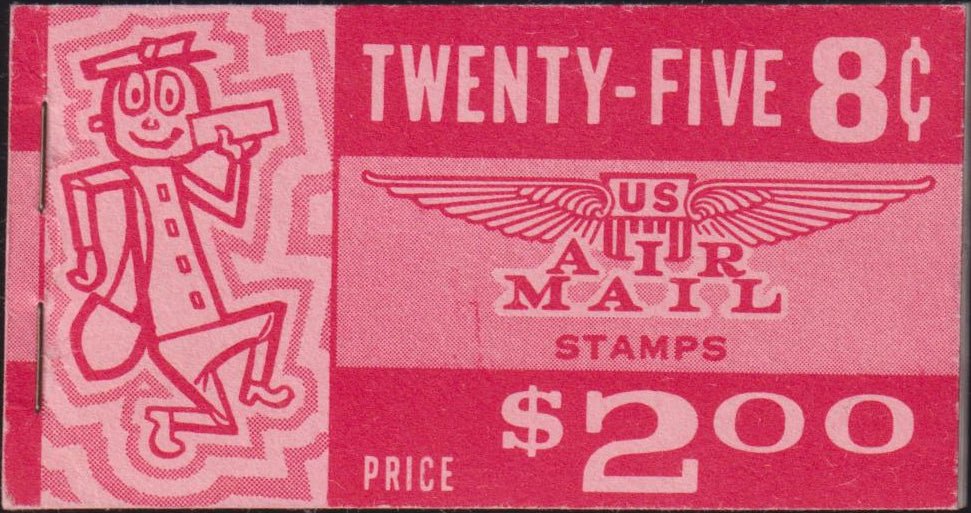 TWENTY-FIVE 8¢
US
AIR
MAIL
STAMPS
PRICE $2.00